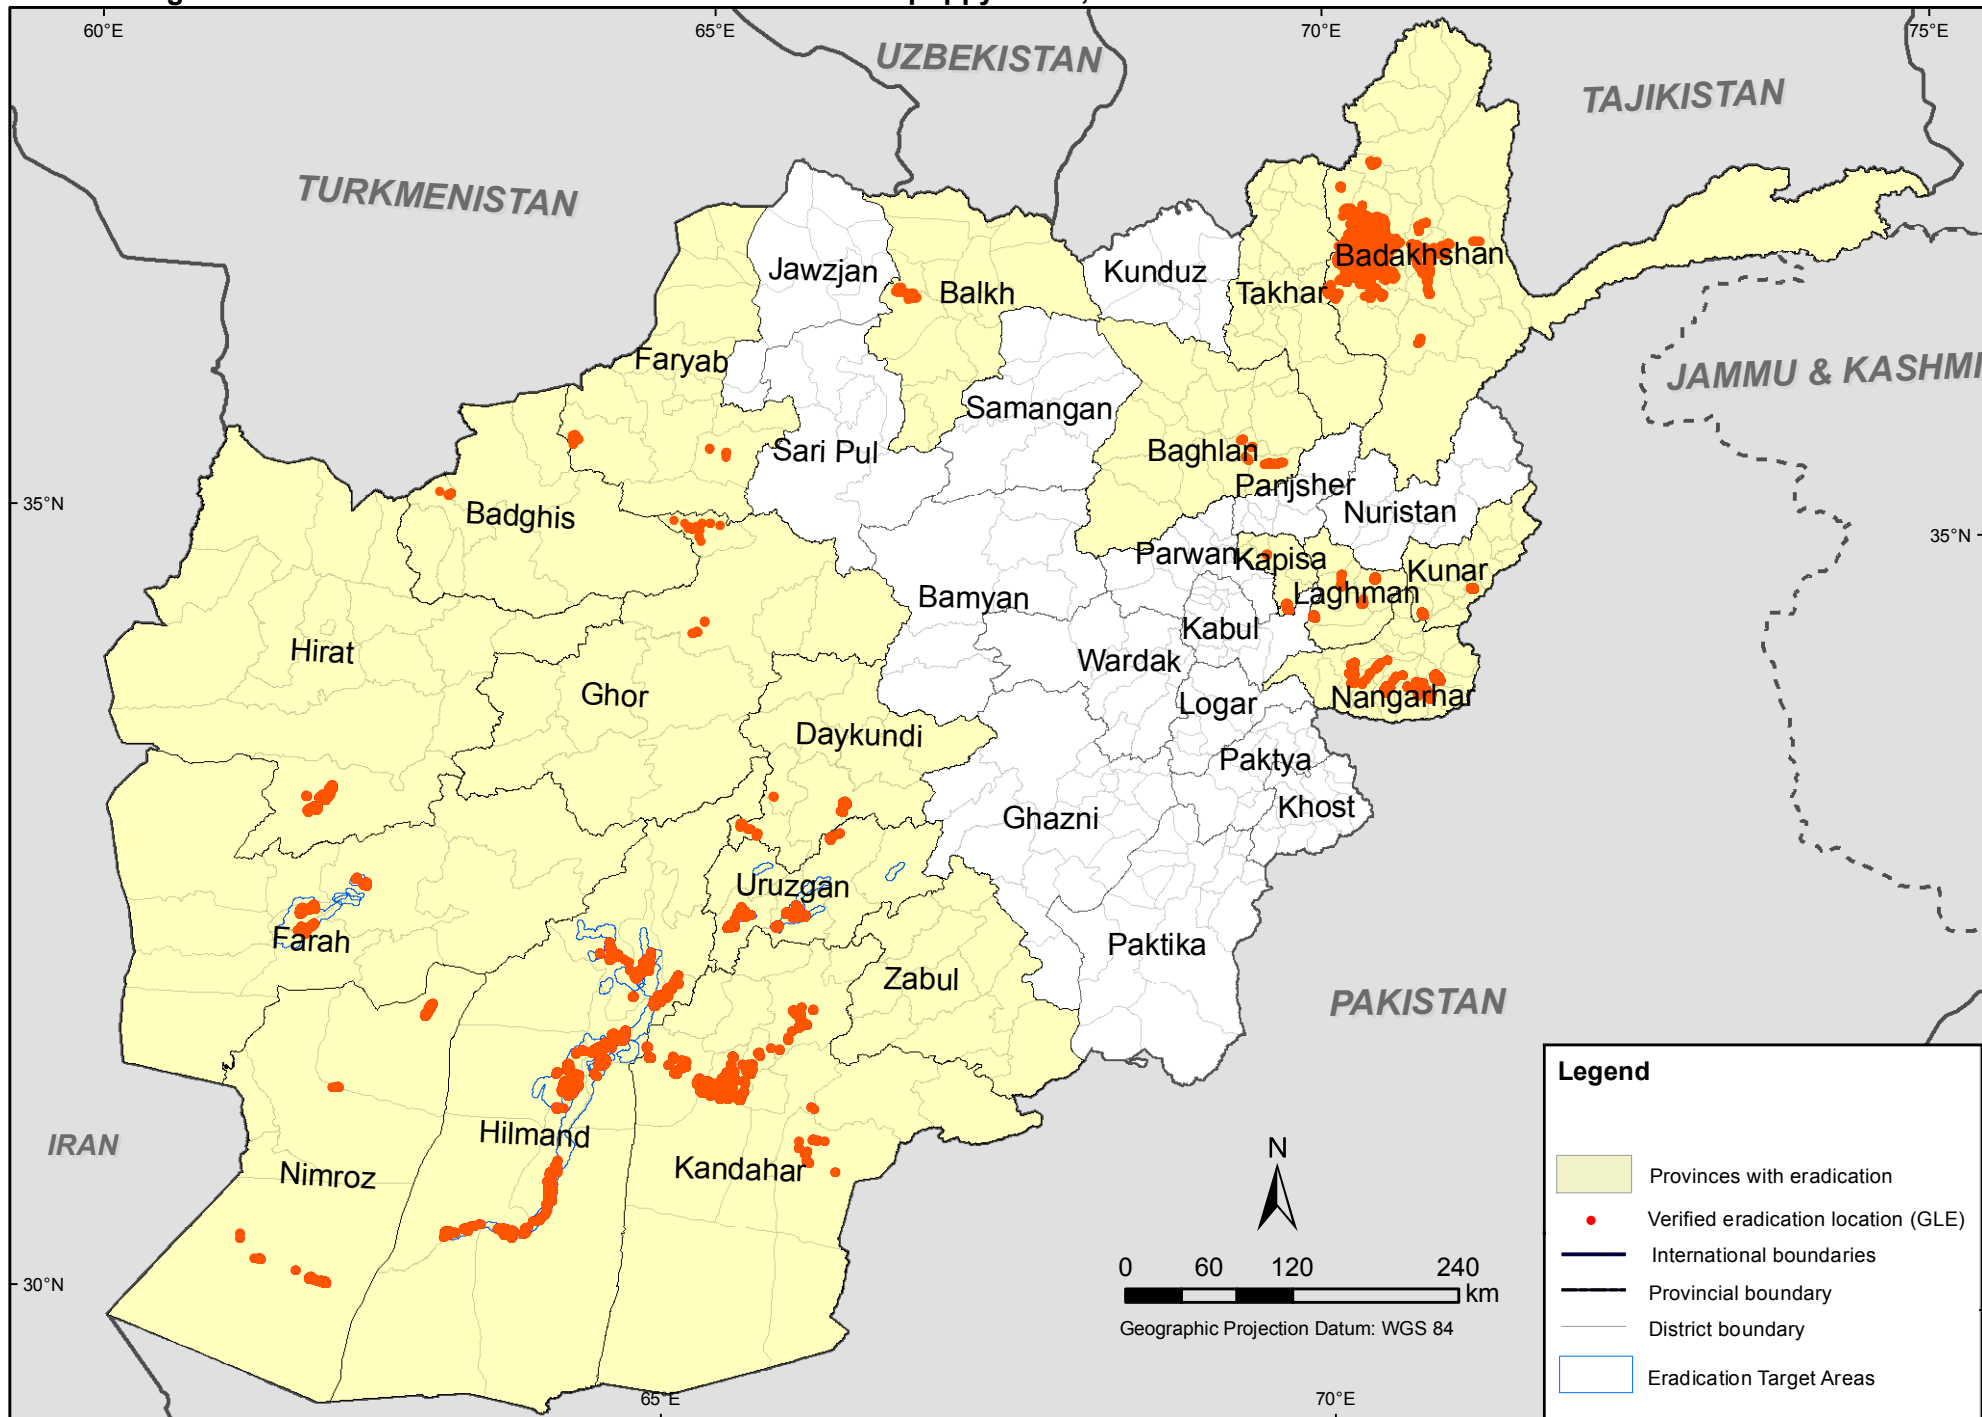 poppy
60°E
65°E
70°E
75°E
UZBEKISTAN
TAJIKISTAN
TURKMENISTAN
Jawzjan
Balkh
Kunduz
Takhar
Badakhshan
Faryab
JAMMU & KASHMI
Samangan
Sari Pul
Baghlan
Panjsher
Nuristan
35°N
Badghis
35°N
Parwan
Kapisa
Kunar
Bamyan
Laghman
Kabul
Hirat
Wardak
Ghor
Nangarhar
Logar
Daykundi
Paktya
Ghazni
Khost
Uruzgan
Farah
Paktika
Zabul
PAKISTAN
Legend
Hilmand
IRAN
Kandahar
Nimroz
N
Provinces with eradication
Verified eradication location (GLE)
International boundaries
0 60 120 240
km
30°N
Provincial boundary
Geographic Projection Datum: WGS 84
District boundary
Eradication Target Areas
65°E
70°E